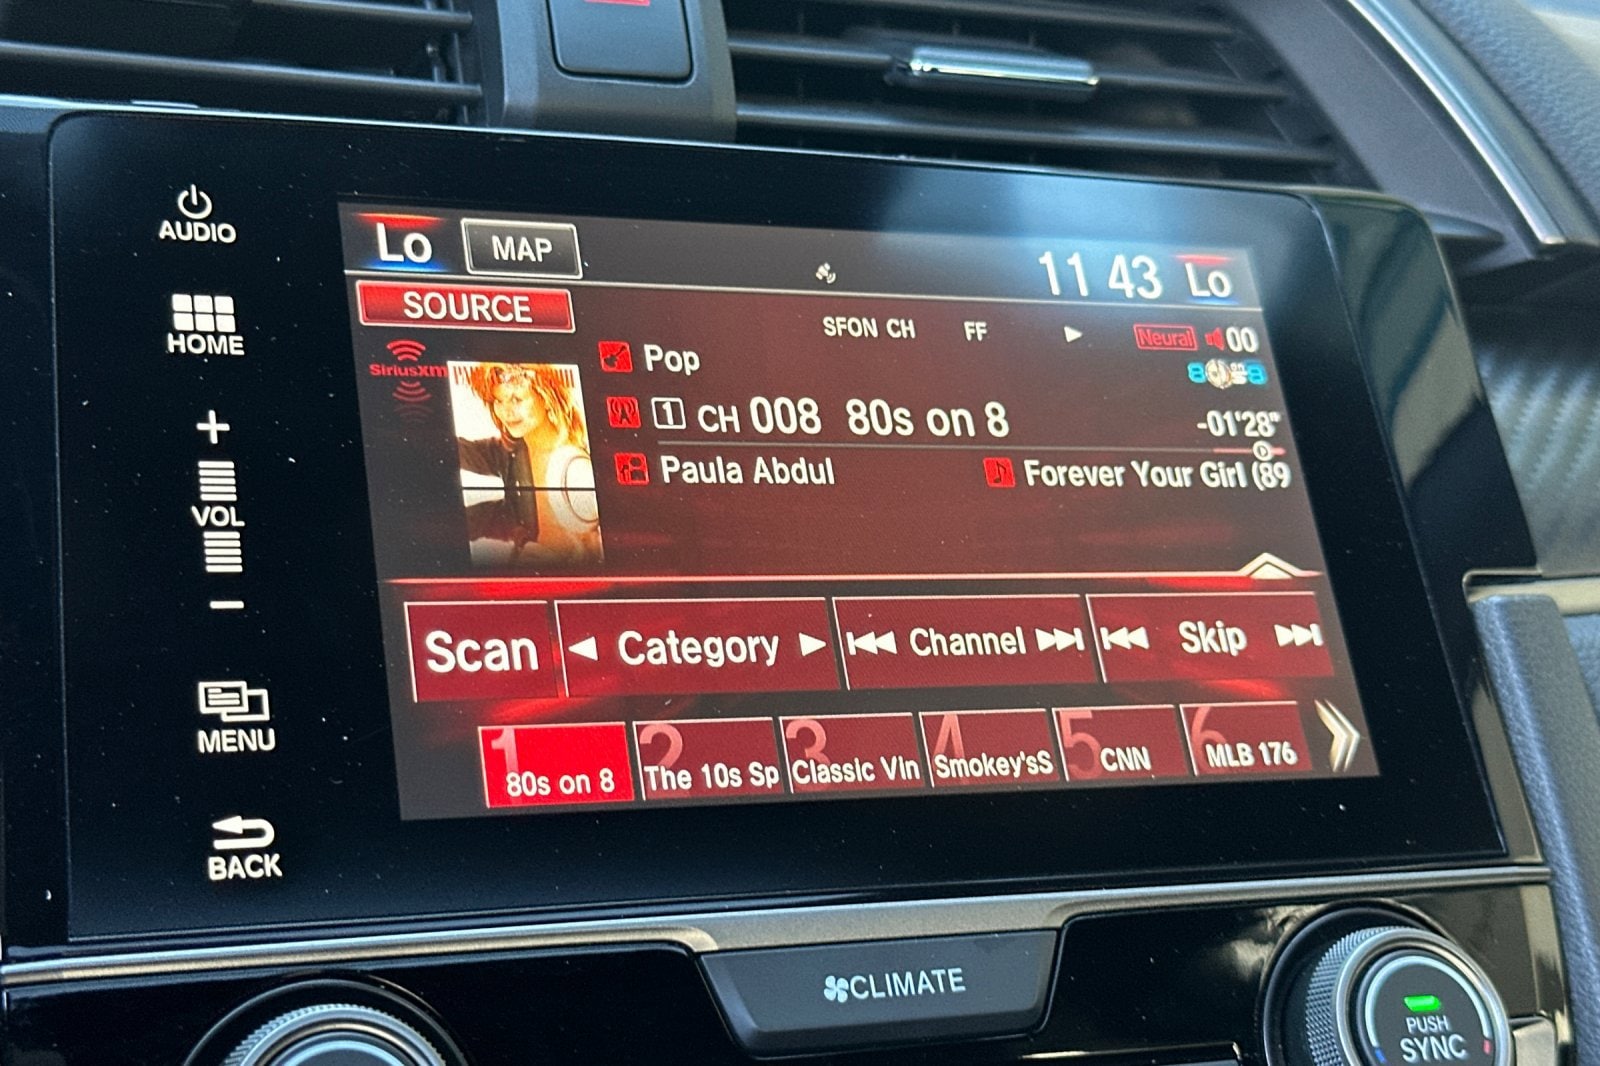 AUDIO
HOME
+
VOL
−
MENU
BACK
Lo
MAP
11 43
Lo
SOURCE
SFON CH
FF
Neural
00
SiriusXM
Pop
1 CH 008 80s on 8
-01'28"
Paula Abdul
Forever Your Girl (89
Scan
Category
Channel
Skip
1 80s on 8
2 The 10s Sp
3 Classic Vin
4 Smokey'sS
5 CNN
6 MLB 176
CLIMATE
PUSH
SYNC